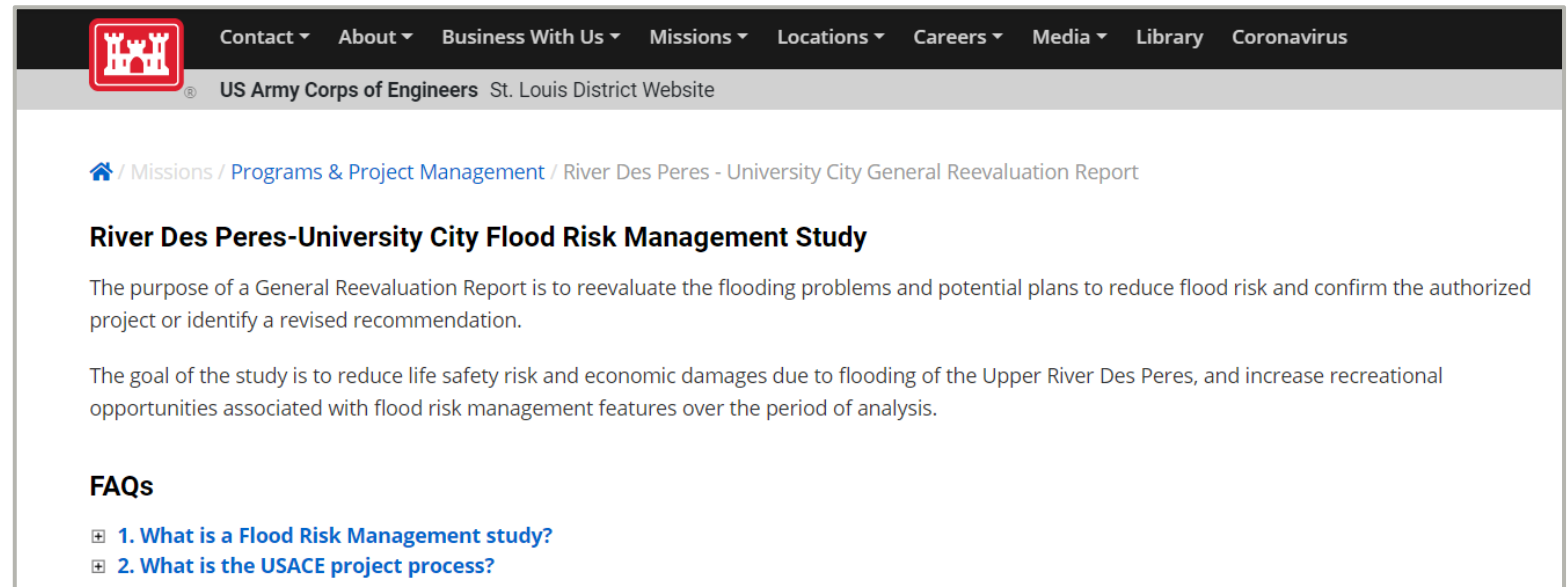 Contact About Business With Us Missions Locations Careers Media Library Coronavirus
® US Army Corps of Engineers St. Louis District Website
/ Missions / Programs & Project Management / River Des Peres - University City General Reevaluation Report
River Des Peres-University City Flood Risk Management Study
The purpose of a General Reevaluation Report is to reevaluate the flooding problems and potential plans to reduce flood risk and confirm the authorized
project or identify a revised recommendation.
The goal of the study is to reduce life safety risk and economic damages due to flooding of the Upper River Des Peres, and increase recreational
opportunities associated with flood risk management features over the period of analysis.
FAQs
1. What is a Flood Risk Management study?
2. What is the USACE project process?